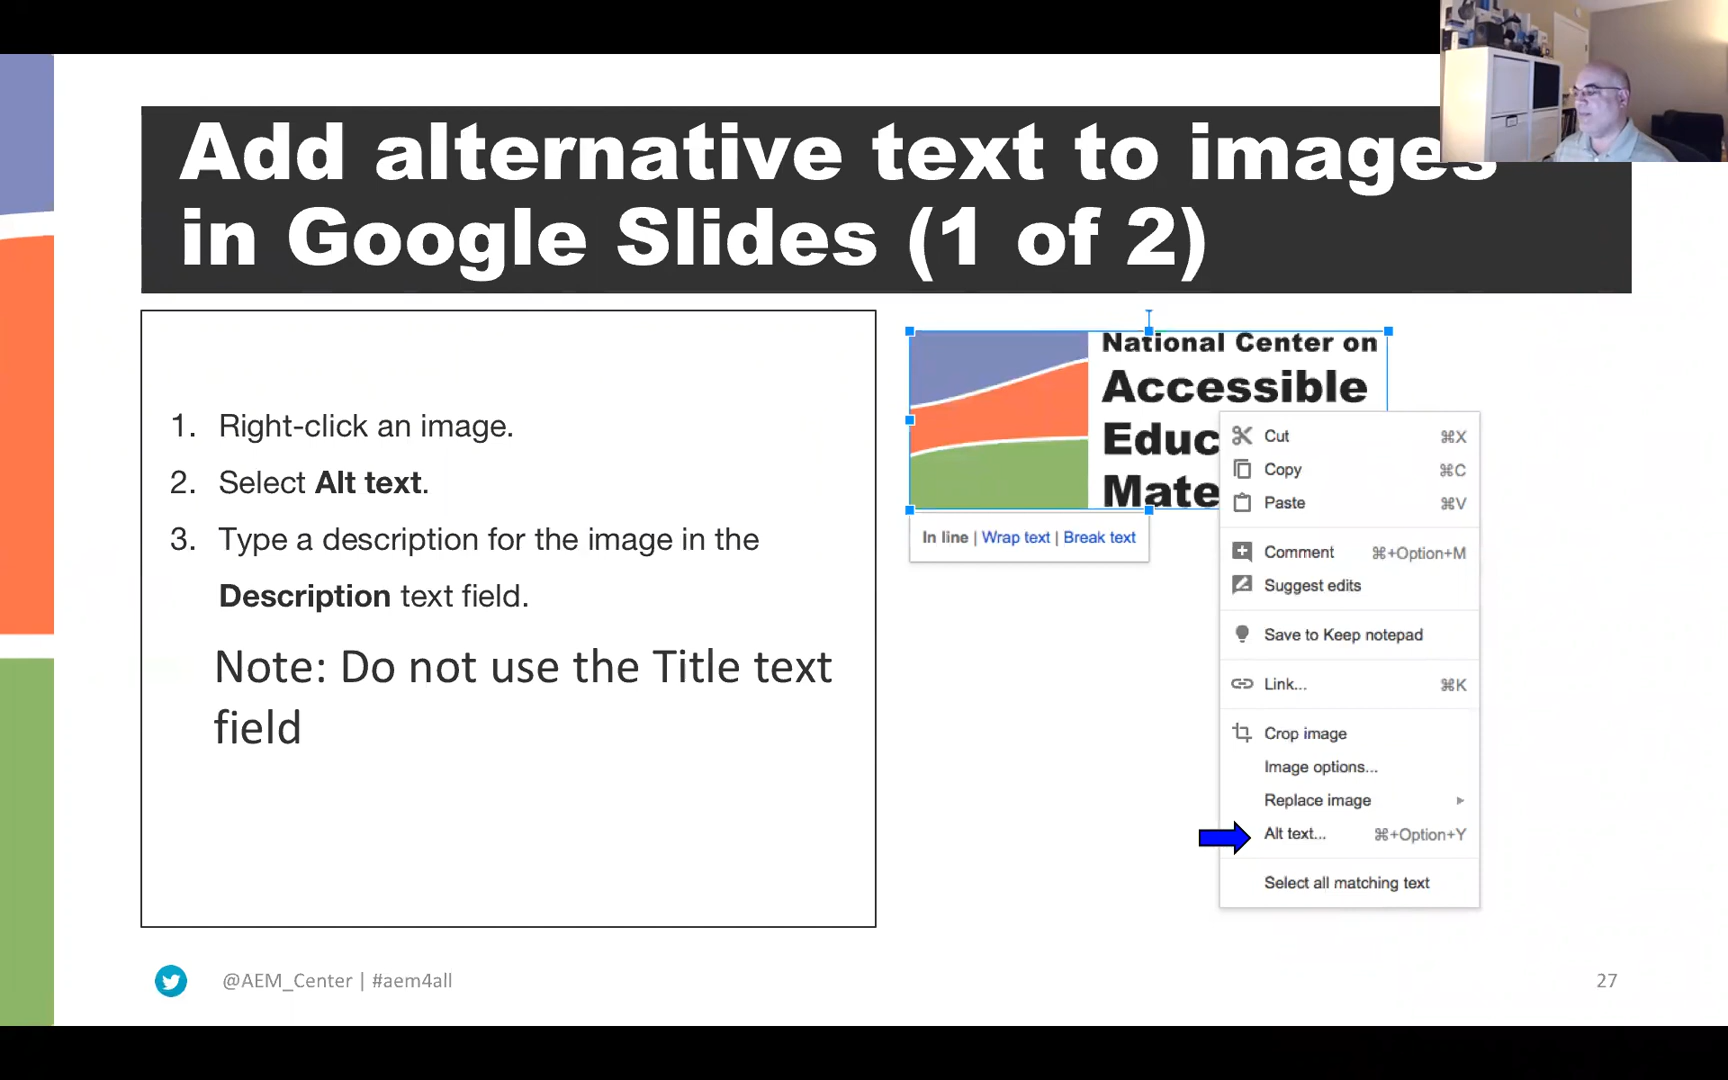 Add alternative text to images
in Google Slides (1 of 2)
1. Right-click an image.
2. Select Alt text.
3. Type a description for the image in the
Description text field.
Note: Do not use the Title text
field
National Center on
Accessible
Educ
Mate
In line | Wrap text | Break text
Cut ⌘X
Copy ⌘C
Paste ⌘V
Comment ⌘+Option+M
Suggest edits
Save to Keep notepad
Link... ⌘K
Crop image
Image options...
Replace image
Alt text... ⌘+Option+Y
Select all matching text
@AEM_Center | #aem4all
27